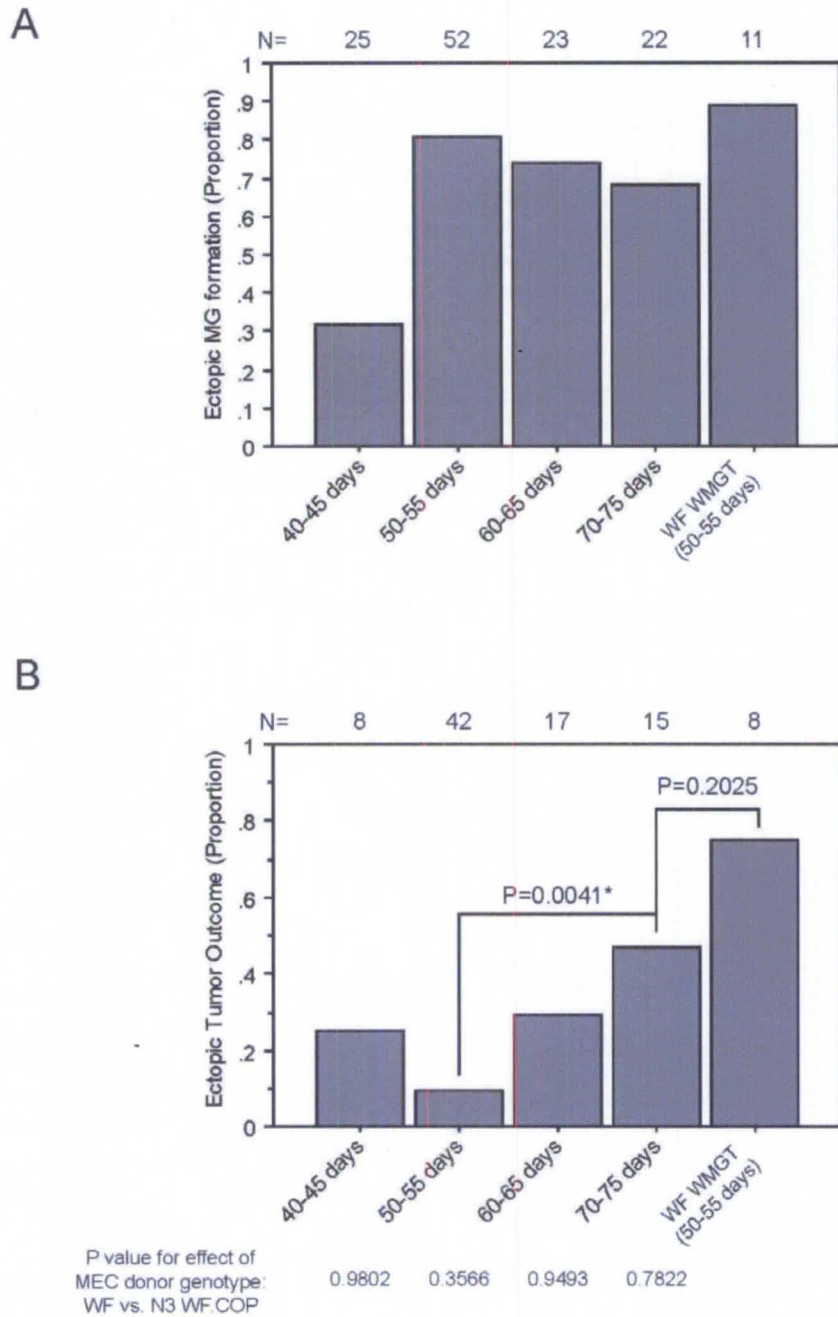 A
N= 25 52 23 22 11
1
.9
.8
.7
.6
.5
.4
.3
.2
.1
0
Ectopic MG formation (Proportion)
40-45 days
50-55 days
60-65 days
70-75 days
WF WMGT
(50-55 days)
B
N= 8 42 17 15 8
1
.8
.6
.4
.2
0
Ectopic Tumor Outcome (Proportion)
P=0.2025
P=0.0041*
40-45 days
50-55 days
60-65 days
70-75 days
WF WMGT
(50-55 days)
P value for effect of
MEC donor genotype: 0.9802 0.3566 0.9493 0.7822
WF vs. N3 WF.COP